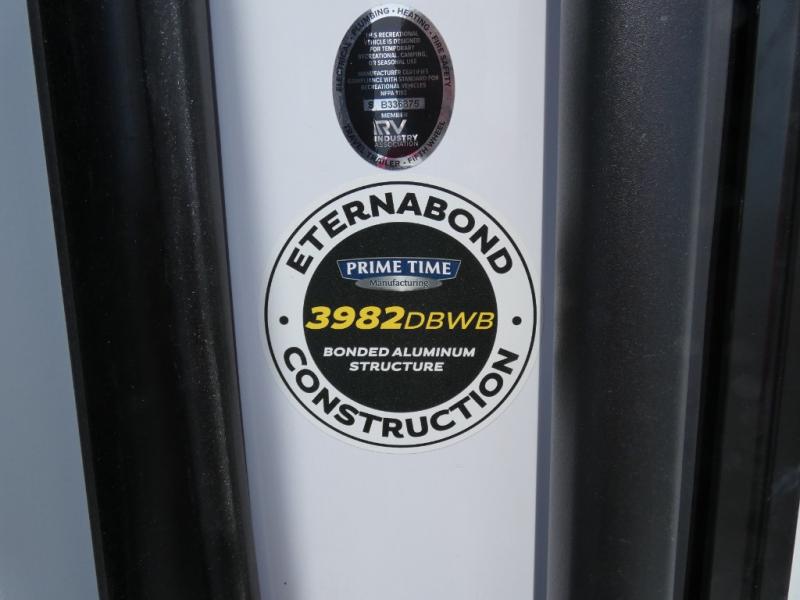 ELECTRICAL • PLUMBING • HEATING • FIRE SAFETY
THIS RECREATIONAL
VEHICLE IS DESIGNED
FOR TEMPORARY
RECREATIONAL, CAMPING,
OR SEASONAL USE
MANUFACTURER CERTIFIES
COMPLIANCE WITH STANDARD FOR
RECREATIONAL VEHICLES
NFPA 1192
B336875
MEMBER
RV
INDUSTRY
ASSOCIATION
TRAVEL TRAILER • FIFTH WHEEL
ETERNABOND
PRIME TIME
Manufacturing
3982DBWB
BONDED ALUMINUM
STRUCTURE
CONSTRUCTION